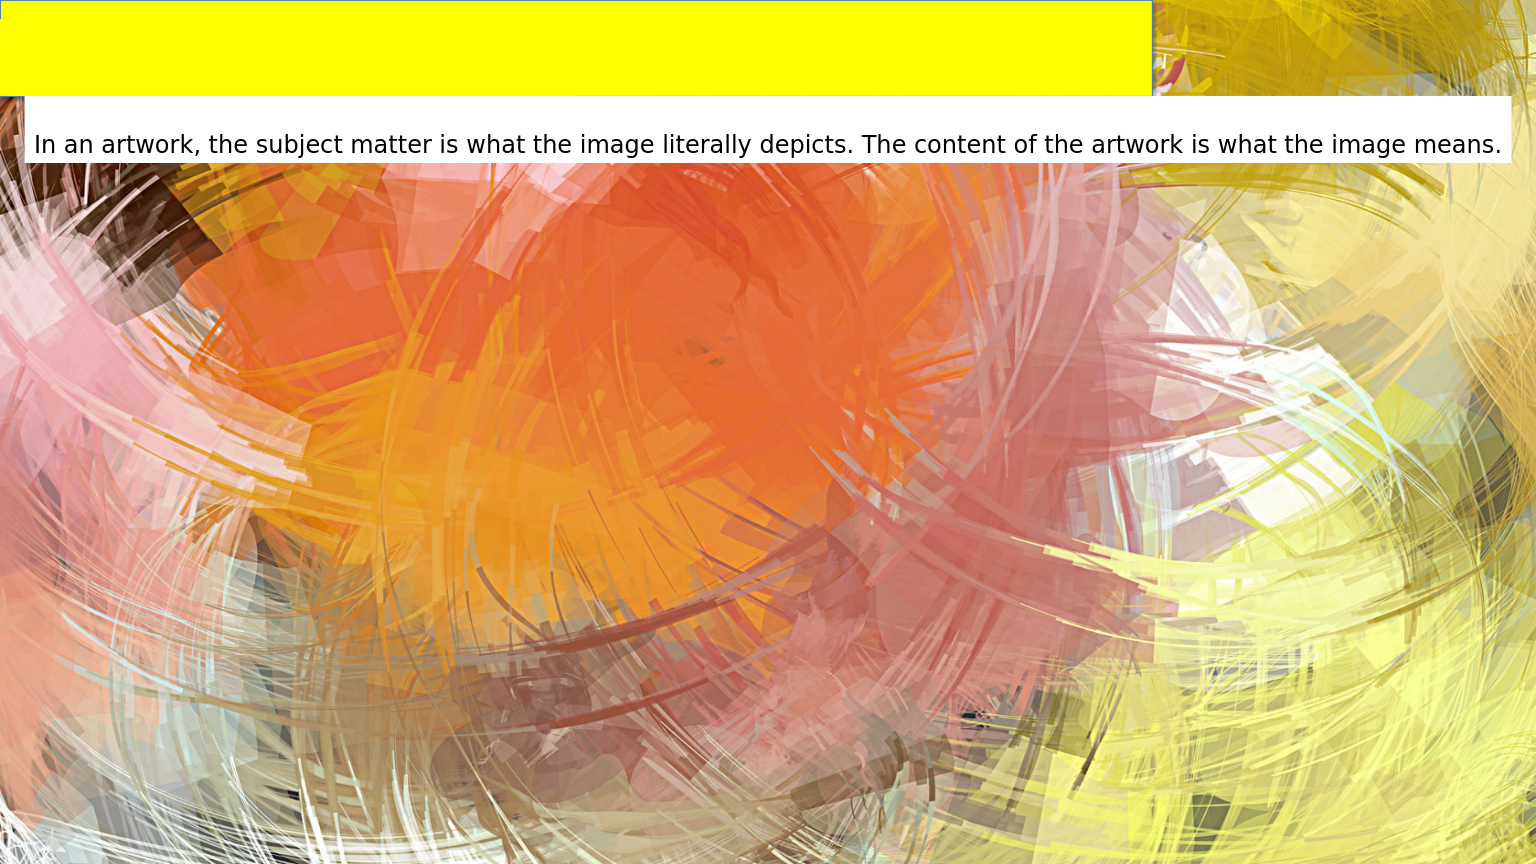 In an artwork, the subject matter is what the image literally depicts. The content of the artwork is what the image means.